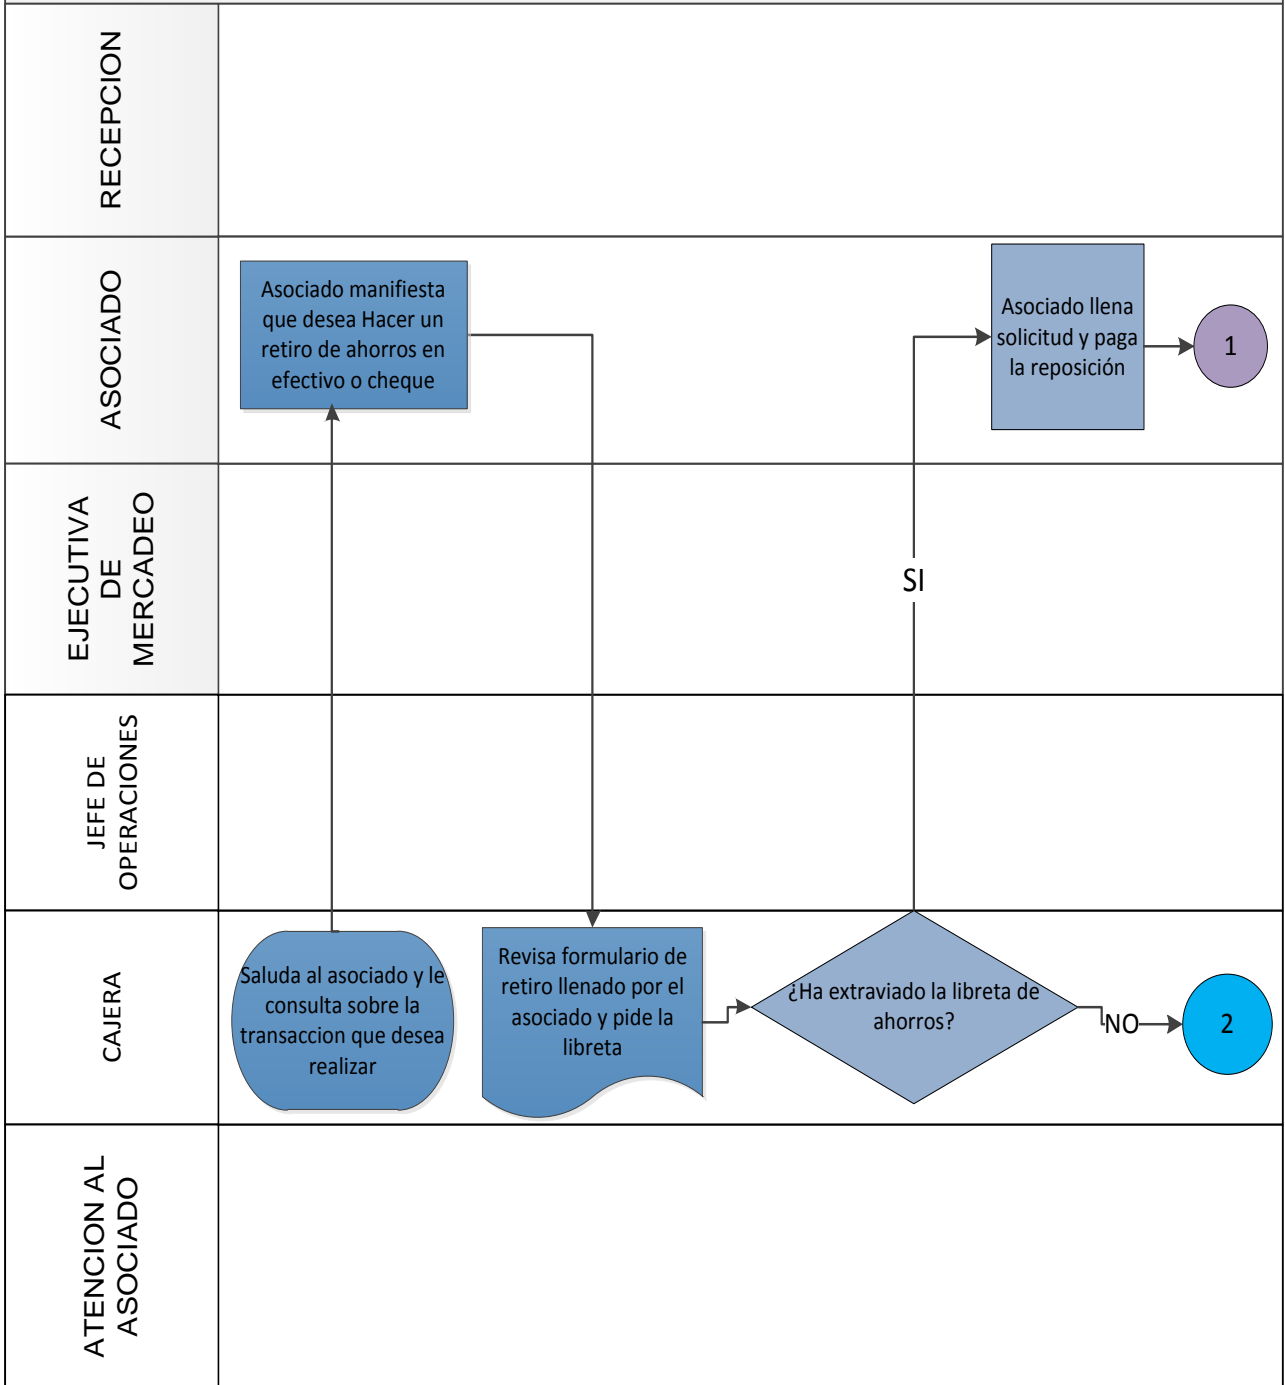 RECEPCION
ASOCIADO
Asociado manifiesta
que desea Hacer un
retiro de ahorros en
efectivo o cheque
Asociado llena
solicitud y paga
la reposición
1
EJECUTIVA
DE
MERCADEO
SI
JEFE DE
OPERACIONES
CAJERA
Saluda al asociado y le
consulta sobre la
transaccion que desea
realizar
Revisa formulario de
retiro llenado por el
asociado y pide la
libreta
¿Ha extraviado la libreta de
ahorros?
NO
2
ATENCION AL
ASOCIADO